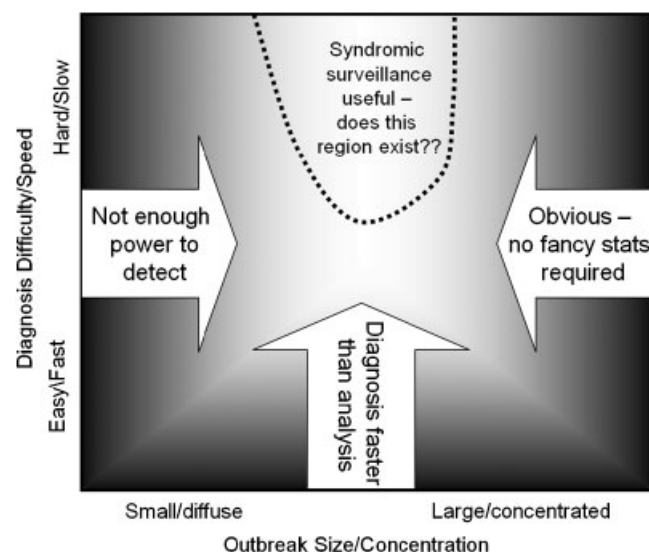 Syndromic
surveillance
useful –
does this
region exist??
Not enough
power to
detect
Obvious –
no fancy stats
required
Diagnosis faster
than analysis
Diagnosis Difficulty/Speed
Hard/Slow
Easy\Fast
Small/diffuse
Large/concentrated
Outbreak Size/Concentration